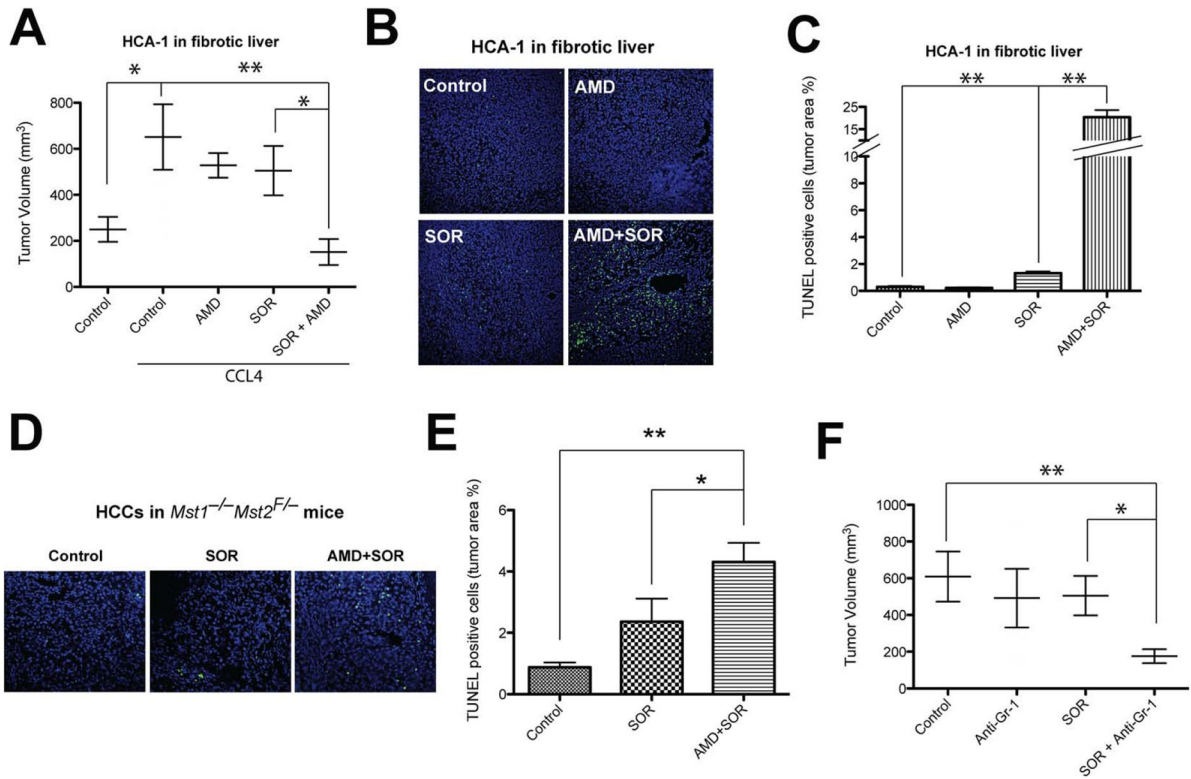 A
HCA-1 in fibrotic liver
*
**
*
Tumor Volume (mm³)
800
600
400
200
0
Control
Control
AMD
SOR
SOR + AMD
CCL4
B
HCA-1 in fibrotic liver
Control
AMD
SOR
AMD+SOR
C
HCA-1 in fibrotic liver
**
**
TUNEL positive cells (tumor area %)
25
15
10
8
6
4
2
0
Control
AMD
SOR
AMD+SOR
D
HCCs in Mst1⁻/⁻Mst2F/⁻ mice
Control
SOR
AMD+SOR
E
**
*
TUNEL positive cells (tumor area %)
6
4
2
0
Control
SOR
AMD+SOR
F
**
*
Tumor Volume (mm³)
1000
800
600
400
200
0
Control
Anti-Gr-1
SOR
SOR + Anti-Gr-1